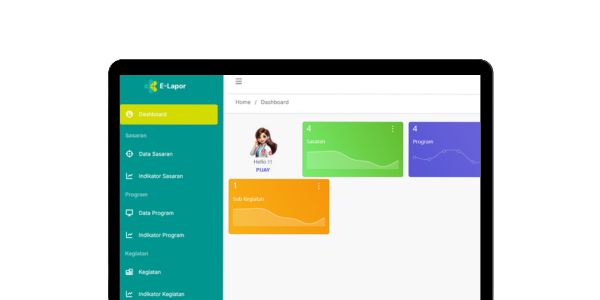 E-Lapor
Dashboard
Sasaran
Data Sasaran
Indikator Sasaran
Program
Data Program
Indikator Program
Kegiatan
Kegiatan
Indikator Kegiatan
Home / Dashboard
Hello !!!
PIJAY
4
Sasaran
4
Program
1
Sub Kegiatan